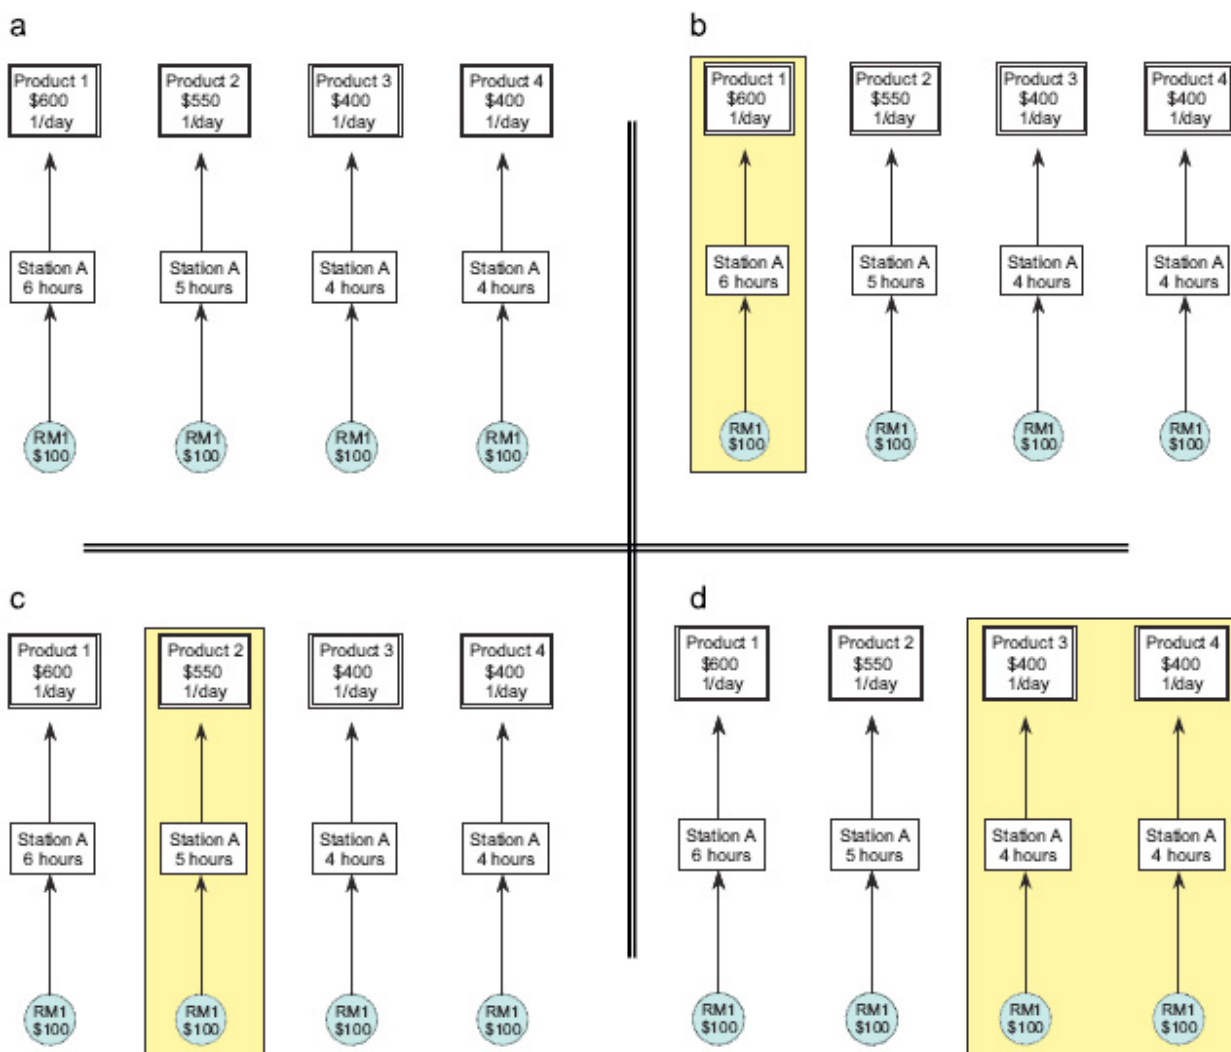 a
Product 1
$600
1/day
Product 2
$550
1/day
Product 3
$400
1/day
Product 4
$400
1/day
Station A
6 hours
Station A
5 hours
Station A
4 hours
Station A
4 hours
RM1
$100
RM1
$100
RM1
$100
RM1
$100
b
Product 1
$600
1/day
Product 2
$550
1/day
Product 3
$400
1/day
Product 4
$400
1/day
Station A
6 hours
Station A
5 hours
Station A
4 hours
Station A
4 hours
RM1
$100
RM1
$100
RM1
$100
RM1
$100
c
Product 1
$600
1/day
Product 2
$550
1/day
Product 3
$400
1/day
Product 4
$400
1/day
Station A
6 hours
Station A
5 hours
Station A
4 hours
Station A
4 hours
RM1
$100
RM1
$100
RM1
$100
RM1
$100
d
Product 1
$600
1/day
Product 2
$550
1/day
Product 3
$400
1/day
Product 4
$400
1/day
Station A
6 hours
Station A
5 hours
Station A
4 hours
Station A
4 hours
RM1
$100
RM1
$100
RM1
$100
RM1
$100